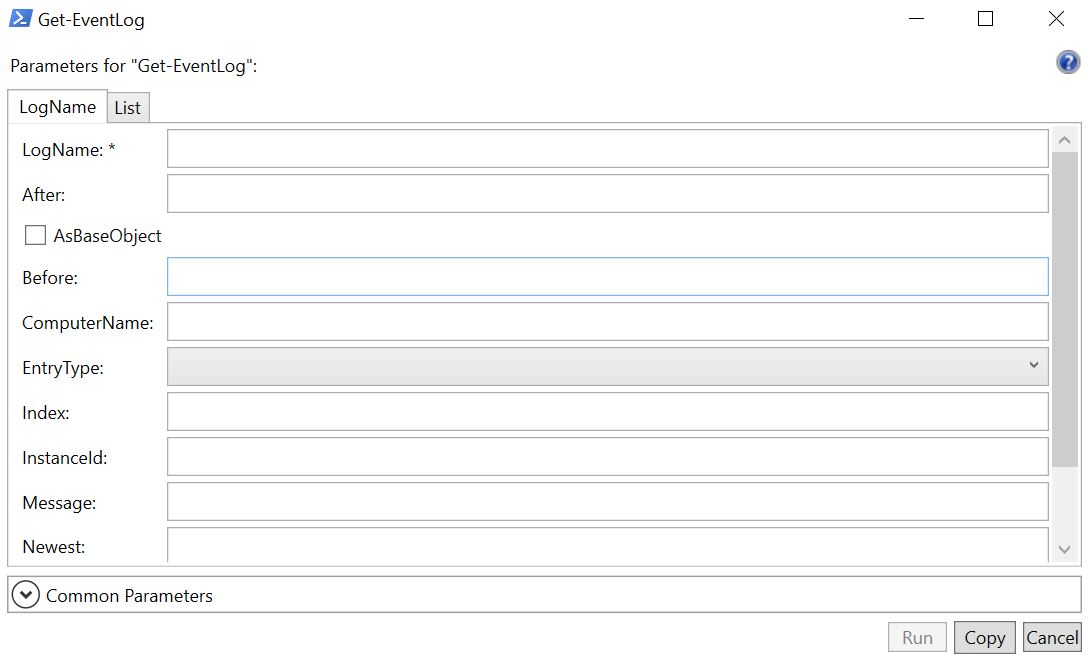 Get-EventLog
Parameters for "Get-EventLog":
LogName List
LogName: *
After:
AsBaseObject
Before:
ComputerName:
EntryType:
Index:
InstanceId:
Message:
Newest:
Common Parameters
Run Copy Cancel